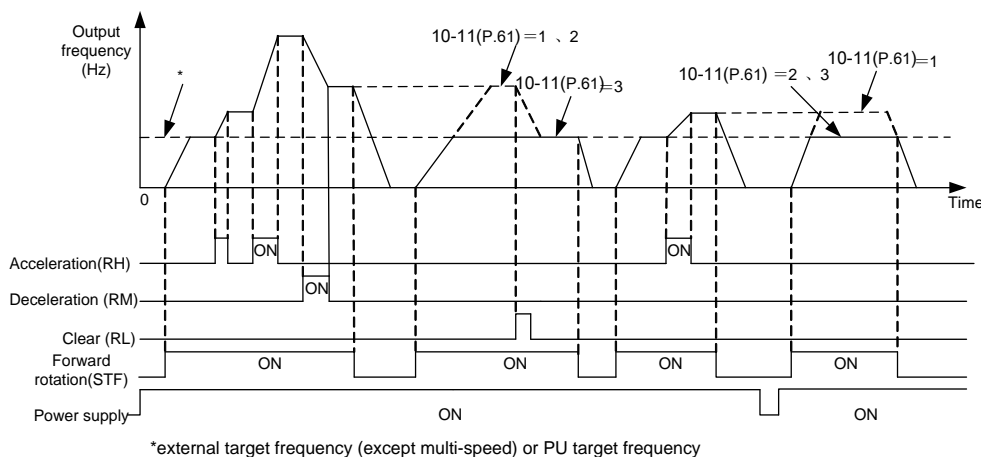 Output
frequency
(Hz)
*
10-11(P.61)=1 、2
10-11(P.61)=3
10-11(P.61) =2 、3
10-11(P.61)=1
0
Time
Acceleration(RH)
ON
ON
Deceleration (RM)
ON
Clear (RL)
Forward
rotation(STF)
ON
ON
ON
ON
Power supply
ON
ON
*external target frequency (except multi-speed) or PU target frequency